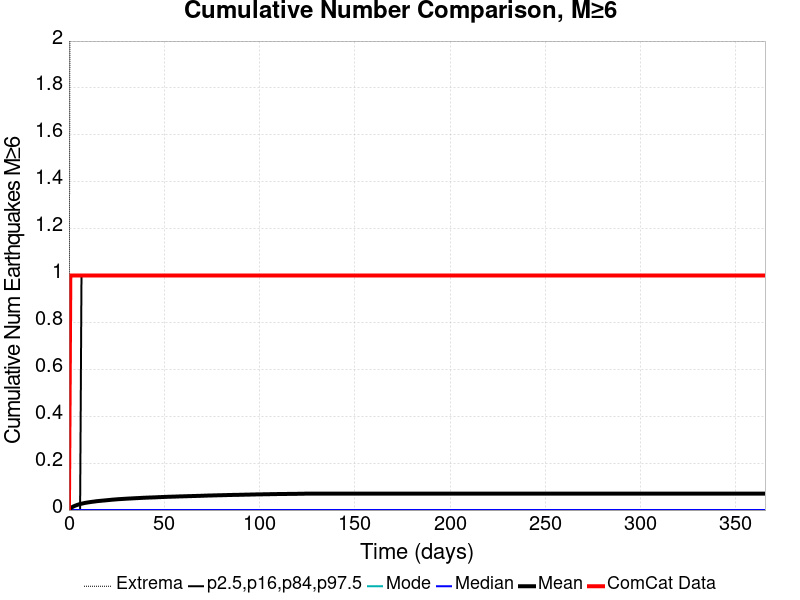 Cumulative Number Comparison, M≥6
Cumulative Num Earthquakes M≥6
2
1.8
1.6
1.4
1.2
1
0.8
0.6
0.4
0.2
0
0 50 100 150 200 250 300 350
Time (days)
Extrema p2.5,p16,p84,p97.5 Mode Median Mean ComCat Data